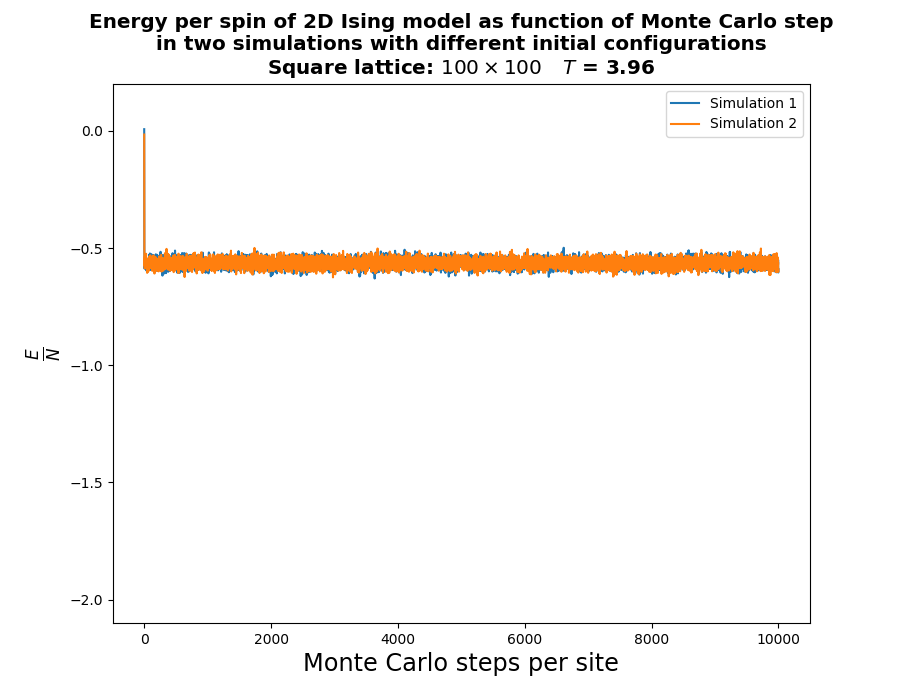 Energy per spin of 2D Ising model as function of Monte Carlo step
in two simulations with different initial configurations
Square lattice: 100 × 100 T = 3.96
Simulation 1
Simulation 2
0.0
−0.5
−1.0
−1.5
−2.0
E
N
0 2000 4000 6000 8000 10000
Monte Carlo steps per site